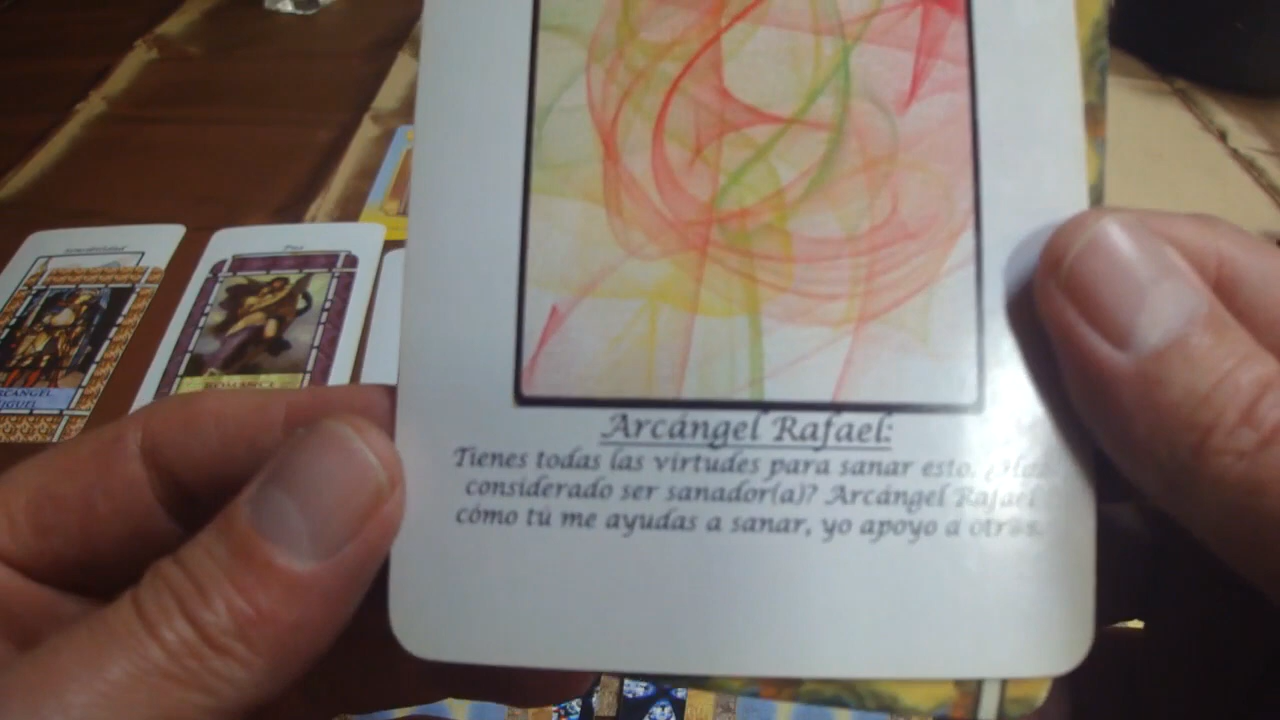 Arcángel Rafael:
Tienes todas las virtudes para sanar esto. ¿Has
considerado ser sanador(a)? Arcángel Rafael
cómo tú me ayudas a sanar, yo apoyo a otros.
ROMANCE